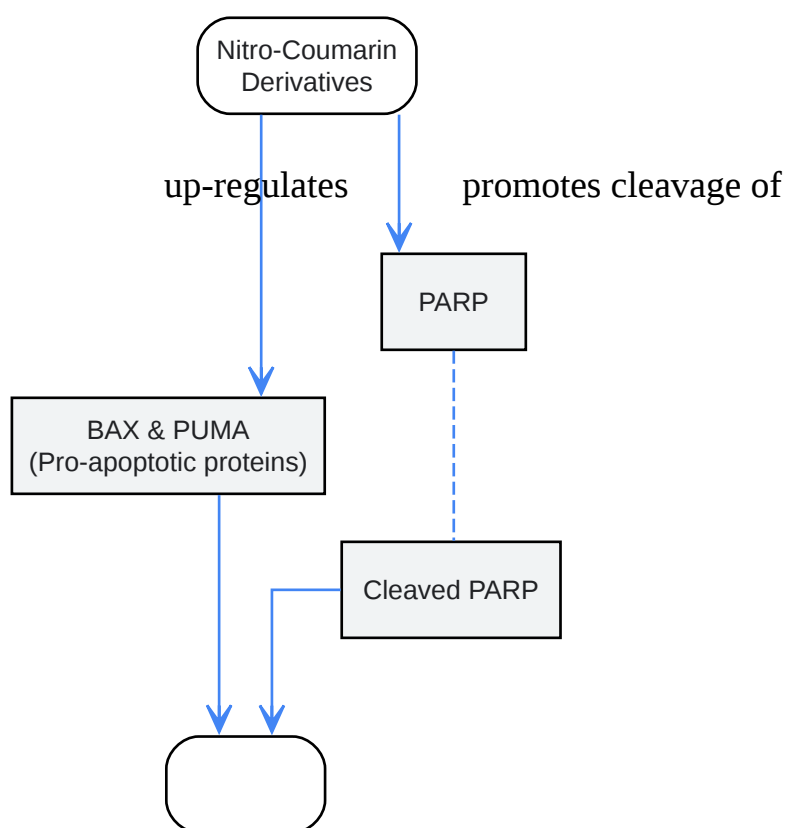 Nitro-Coumarin
Derivatives
up-regulates
promotes cleavage of
PARP
BAX & PUMA
(Pro-apoptotic proteins)
Cleaved PARP